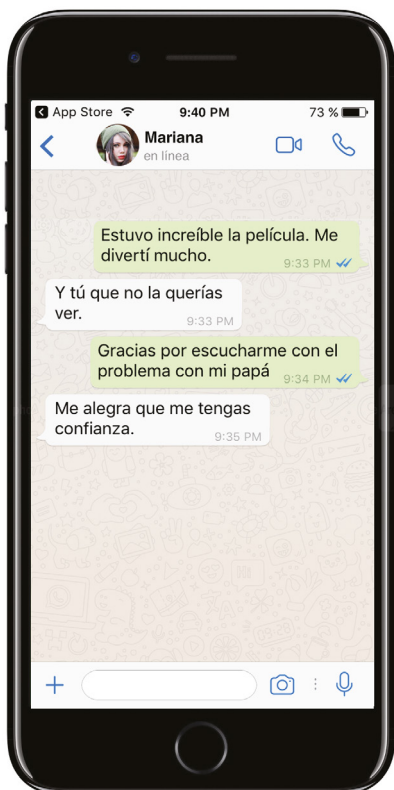 App Store 9:40 PM 73 %
Mariana
en línea
Estuvo increíble la película. Me
divertí mucho.
9:33 PM
Y tú que no la querías
ver.
9:33 PM
Gracias por escucharme con el
problema con mi papá
9:34 PM
Me alegra que me tengas
confianza.
9:35 PM